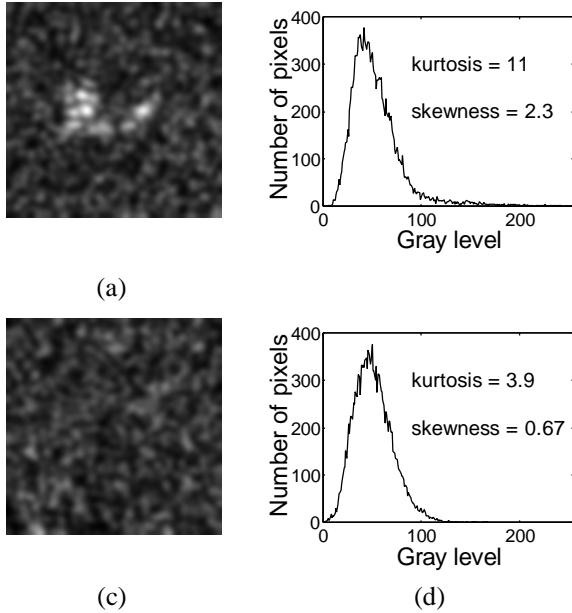 Number of pixels
400
300
200
100
0
kurtosis = 11
skewness = 2.3
0
100
200
Gray level
(a)
Number of pixels
400
300
200
100
0
kurtosis = 3.9
skewness = 0.67
0
100
200
Gray level
(c)
(d)